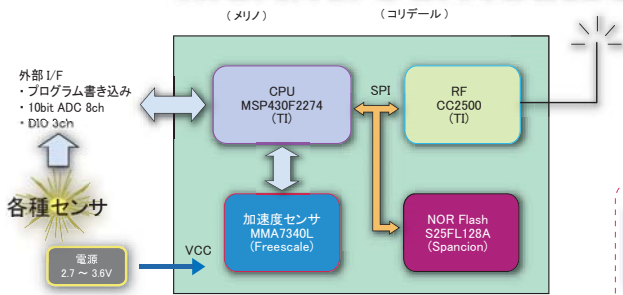 （メリノ）
（コリデール）
外部 I/F
・プログラム書き込み
・10bit ADC 8ch
・DIO 3ch
CPU
MSP430F2274
(TI)
SPI
RF
CC2500
(TI)
各種センサ
加速度センサ
MMA7340L
(Freescale)
NOR Flash
S25FL128A
(Spancion)
電源
2.7 ～ 3.6V
VCC